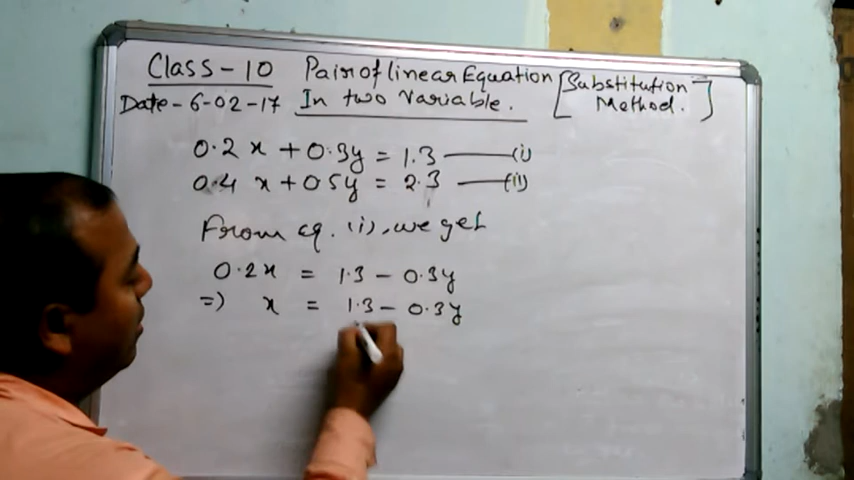 Class-10 Pair of linear Equation [Substitution
Date-6-02-17 In two Variable. Method.]
0.2 x + 0.3y = 1.3 ——(i)
0.4 x + 0.5y = 2.3 ——(ii)
From eq. (i), we get
0.2x = 1.3 - 0.3y
=> x = 1.3 - 0.3y